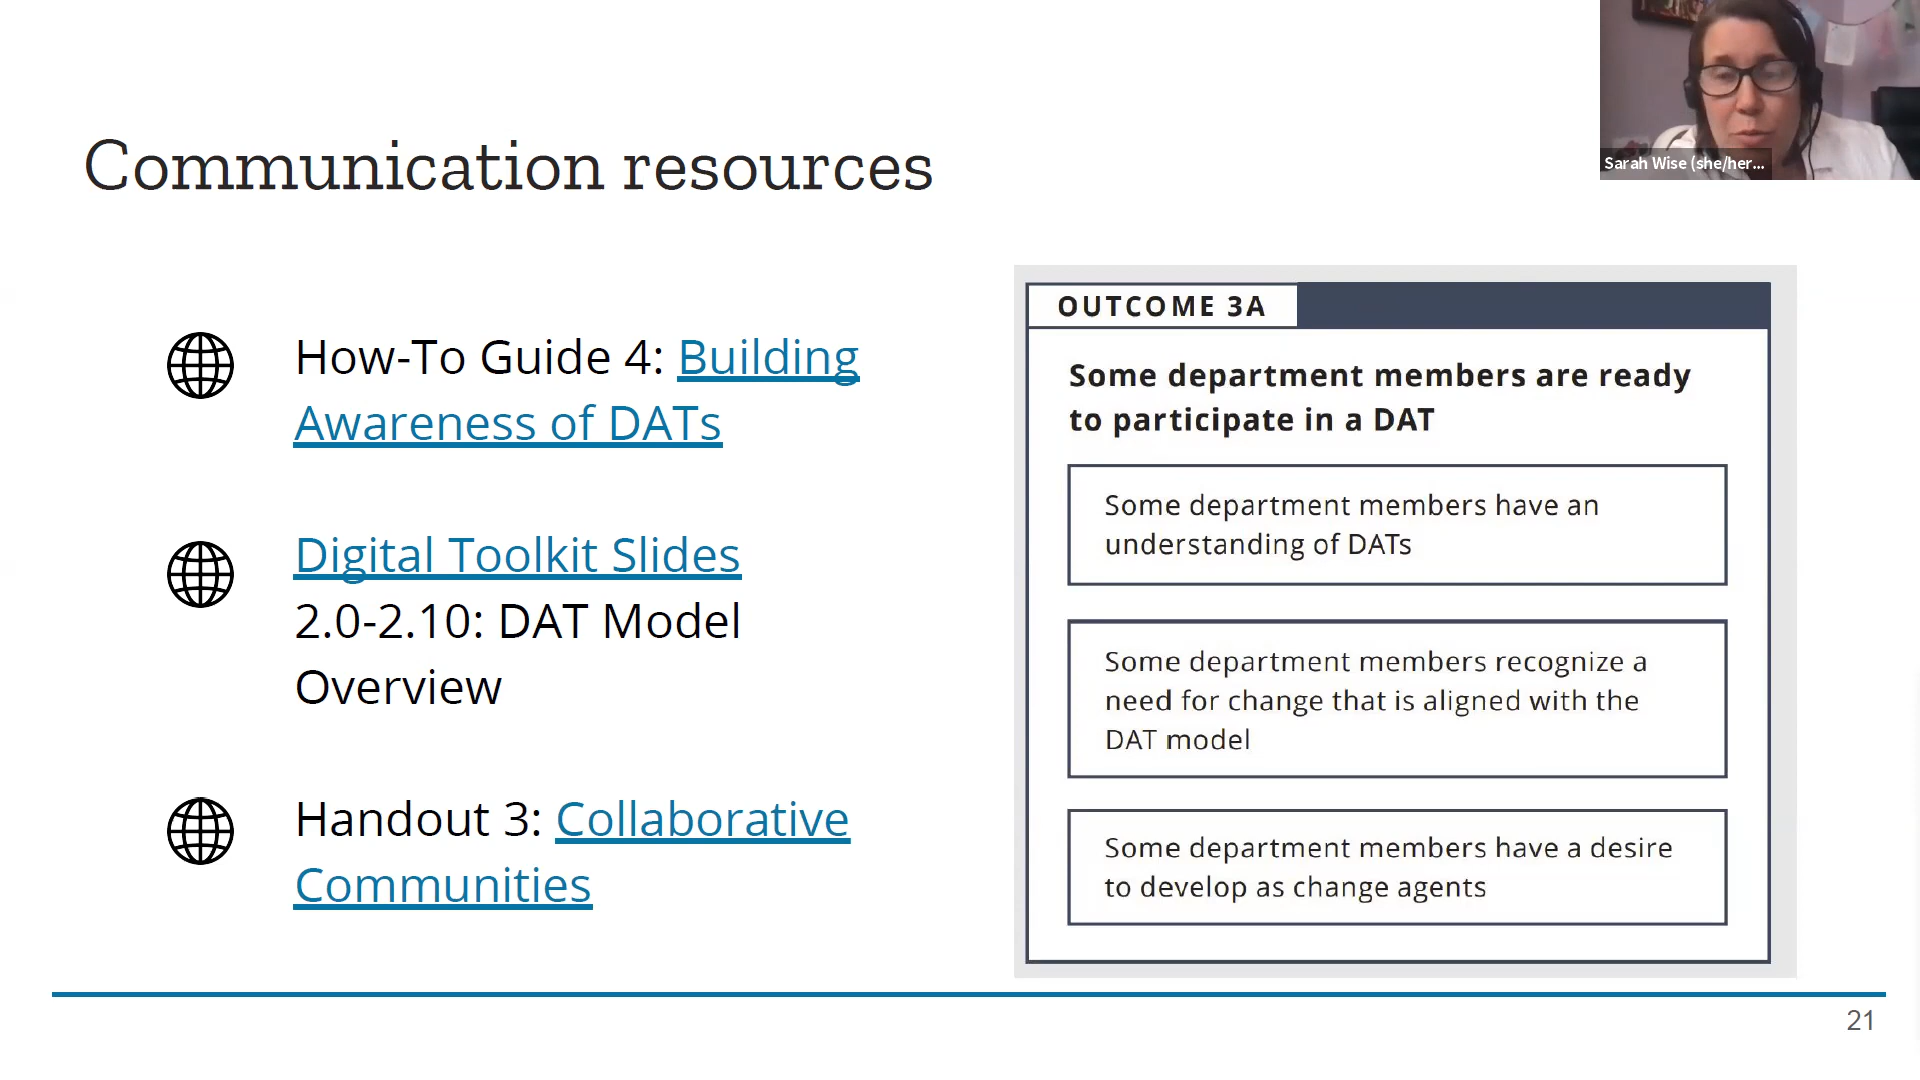 Communication resources
Sarah Wise (she/her...
How-To Guide 4: Building
Awareness of DATs
Digital Toolkit Slides
2.0-2.10: DAT Model
Overview
Handout 3: Collaborative
Communities
OUTCOME 3A
Some department members are ready
to participate in a DAT
Some department members have an
understanding of DATs
Some department members recognize a
need for change that is aligned with the
DAT model
Some department members have a desire
to develop as change agents
21